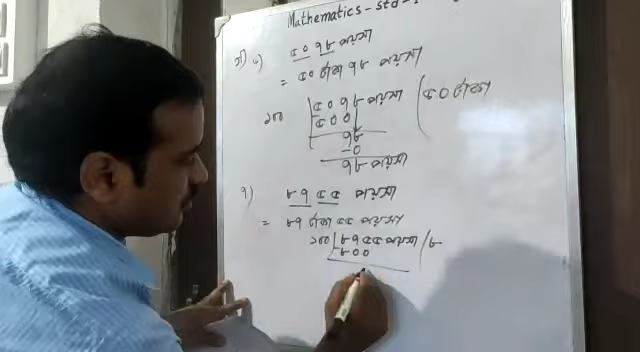 Mathematics - std -
৫০৭৮ পয়সা
= ৫০ টাকা ৭৮ পয়সা
১০০ ৫০৭৮ পয়সা ( ৫০ টাকা
৫০০
৭৮
-০
৭৮ পয়সা
৭) ৮৭৫৫ পয়সা
= ৮৭ টাকা ৫৫ পয়সা
১০০ ৮৭৫৫ পয়সা ( ৮
-৮০০